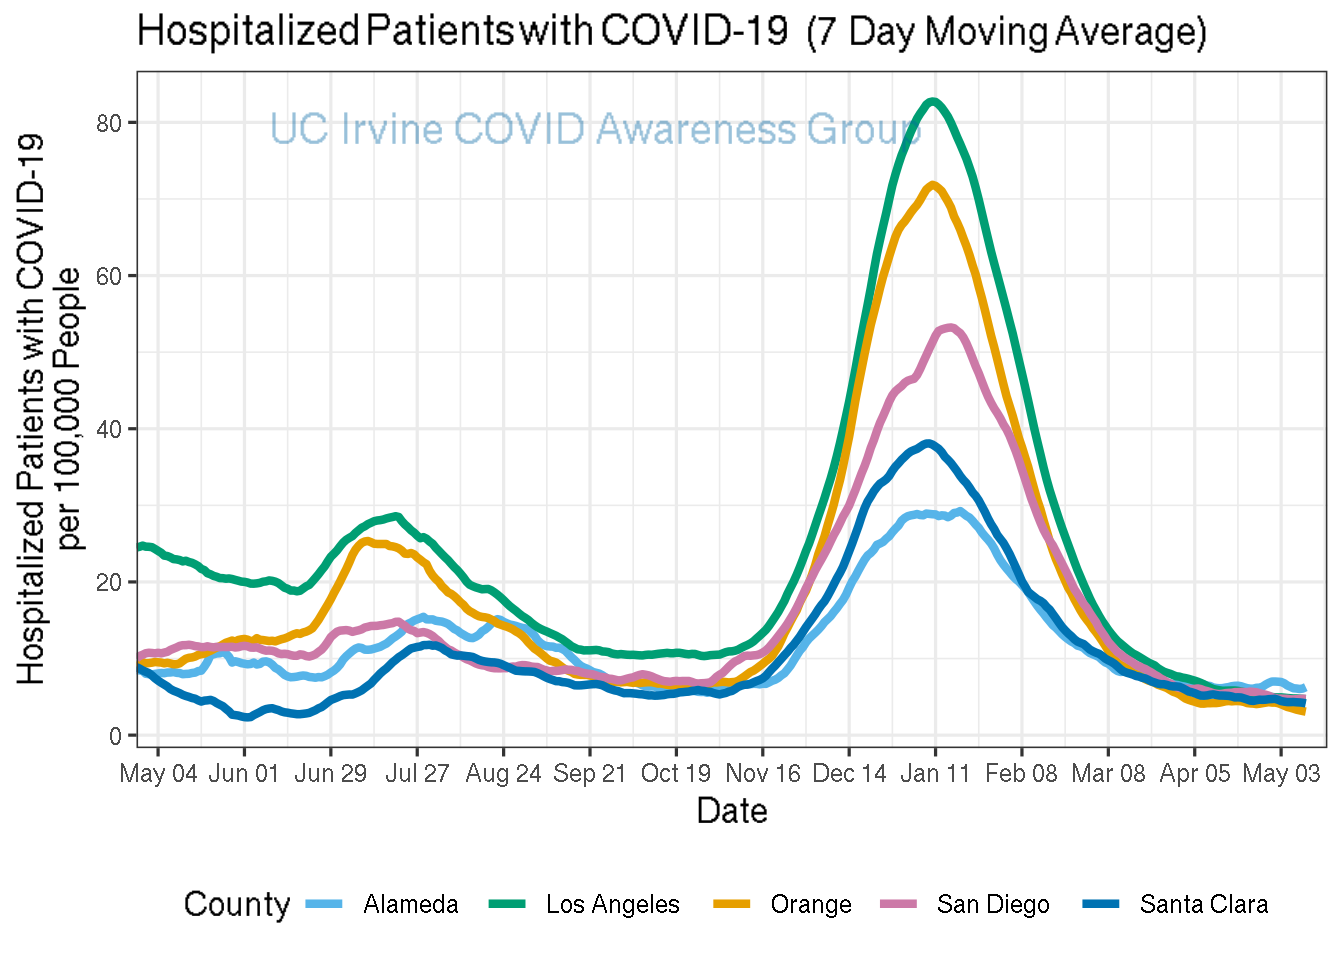 Hospitalized Patients with COVID-19 (7 Day Moving Average)
UC Irvine COVID Awareness Group
Hospitalized Patients with COVID-19
per 100,000 People
80
60
40
20
0
May 04 Jun 01 Jun 29 Jul 27 Aug 24 Sep 21 Oct 19 Nov 16 Dec 14 Jan 11 Feb 08 Mar 08 Apr 05 May 03
Date
County Alameda Los Angeles Orange San Diego Santa Clara